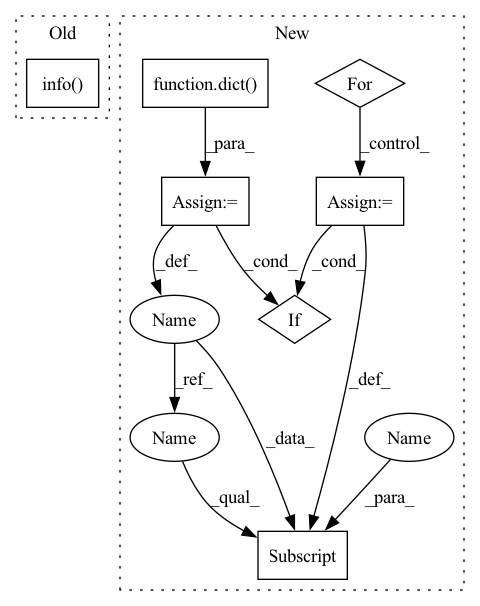 Old
New
info()
function.dict()
For
_para_
_control_
Assign:=
Assign:=
_def_
_cond_
_cond_
Name
If
_ref_
_def_
Name
_data_
Name
_qual_
_para_
Subscript